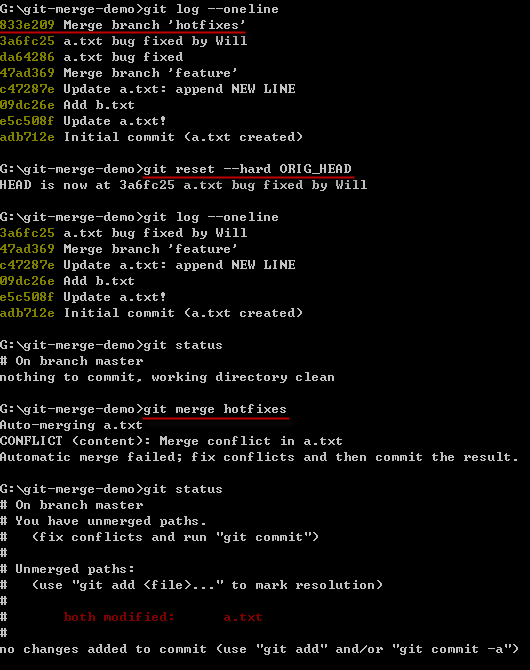 G:\git-merge-demo>git log --oneline
833e209 Merge branch 'hotfixes'
3a6fc25 a.txt bug fixed by Will
da64286 a.txt bug fixed
47ad369 Merge branch 'feature'
c47287e Update a.txt: append NEW LINE
09dc26e Add b.txt
e5c508f Update a.txt!
adb712e Initial commit (a.txt created)
G:\git-merge-demo>git reset --hard ORIG_HEAD
HEAD is now at 3a6fc25 a.txt bug fixed by Will
G:\git-merge-demo>git log --oneline
3a6fc25 a.txt bug fixed by Will
47ad369 Merge branch 'feature'
c47287e Update a.txt: append NEW LINE
09dc26e Add b.txt
e5c508f Update a.txt!
adb712e Initial commit (a.txt created)
G:\git-merge-demo>git status
# On branch master
nothing to commit, working directory clean
G:\git-merge-demo>git merge hotfixes
Auto-merging a.txt
CONFLICT (content): Merge conflict in a.txt
Automatic merge failed; fix conflicts and then commit the result.
G:\git-merge-demo>git status
# On branch master
# You have unmerged paths.
#   (fix conflicts and run "git commit")
#
# Unmerged paths:
#   (use "git add <file>..." to mark resolution)
#
#       both modified:      a.txt
#
no changes added to commit (use "git add" and/or "git commit -a")